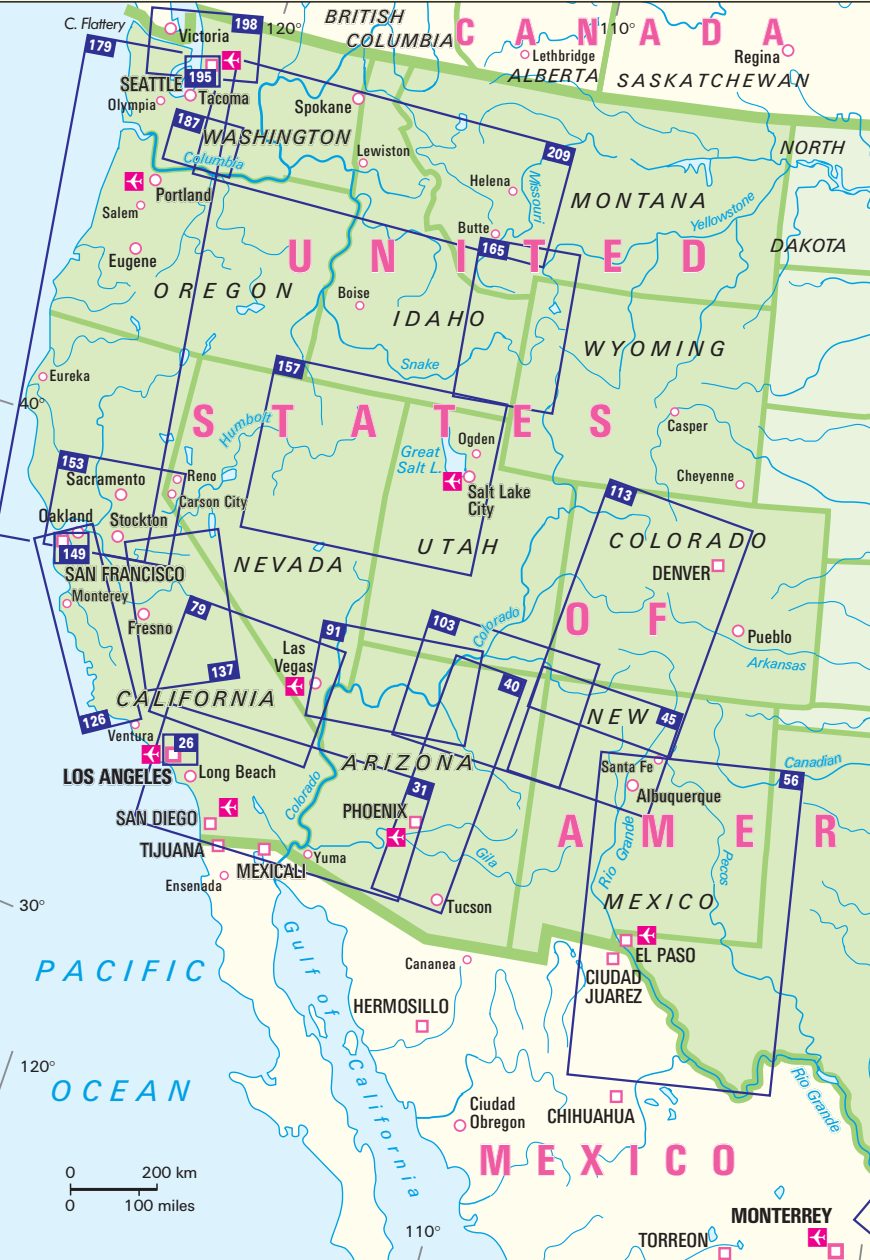 C. Flattery
198
120°
BRITISH
COLUMBIA
CANADA
110°
179
Victoria
Lethbridge
Regina
ALBERTA
SASKATCHEWAN
SEATTLE
195
Olympia
Tacoma
Spokane
187
WASHINGTON
Columbia
Lewiston
209
NORTH
DAKOTA
Helena
Missouri
MONTANA
Portland
Salem
Butte
Yellowstone
UNITED
165
Eugene
OREGON
Boise
IDAHO
WYOMING
Snake
157
Eureka
40°
STATES
Humbolt
Casper
Great
Salt L.
Ogden
153
Sacramento
Reno
Carson City
Salt Lake
City
Cheyenne
113
Oakland
Stockton
149
SAN FRANCISCO
NEVADA
UTAH
COLORADO
DENVER
Monterey
Fresno
79
91
103
Colorado
OF
Pueblo
Arkansas
Las
Vegas
137
40
CALIFORNIA
126
Ventura
26
NEW
45
LOS ANGELES
Long Beach
ARIZONA
Santa Fe
Canadian
56
Albuquerque
SAN DIEGO
Colorado
PHOENIX
31
AMER
TIJUANA
MEXICALI
Yuma
Gila
Rio Grande
Pecos
Ensenada
30°
Tucson
MEXICO
PACIFIC
OCEAN
Gulf of California
Cananea
EL PASO
CIUDAD
JUAREZ
HERMOSILLO
120°
Rio Grande
Ciudad
Obregon
CHIHUAHUA
MEXICO
0 200 km
0 100 miles
110°
MONTERREY
TORREON